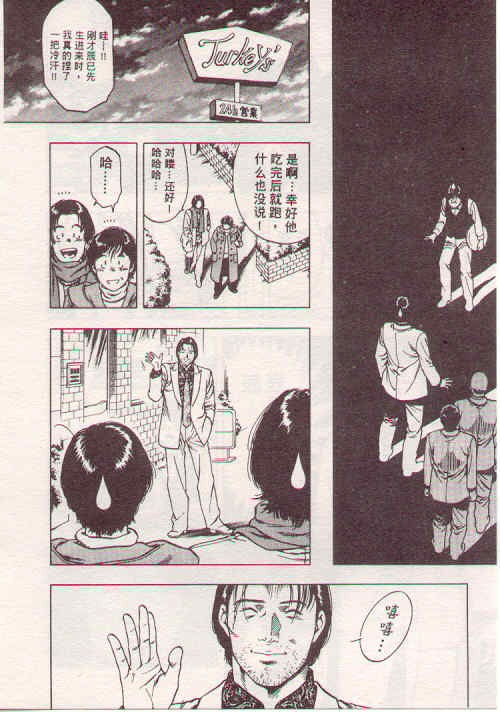 哇…!!
刚才辰巳先
生进来时，
我真的捏了
一把冷汗!!
Turkey's
24h 営業
是啊…幸好他
吃完后就跑，
什么也没说！
对喽…还好！
哈哈哈…
哈……
嘻
嘻…